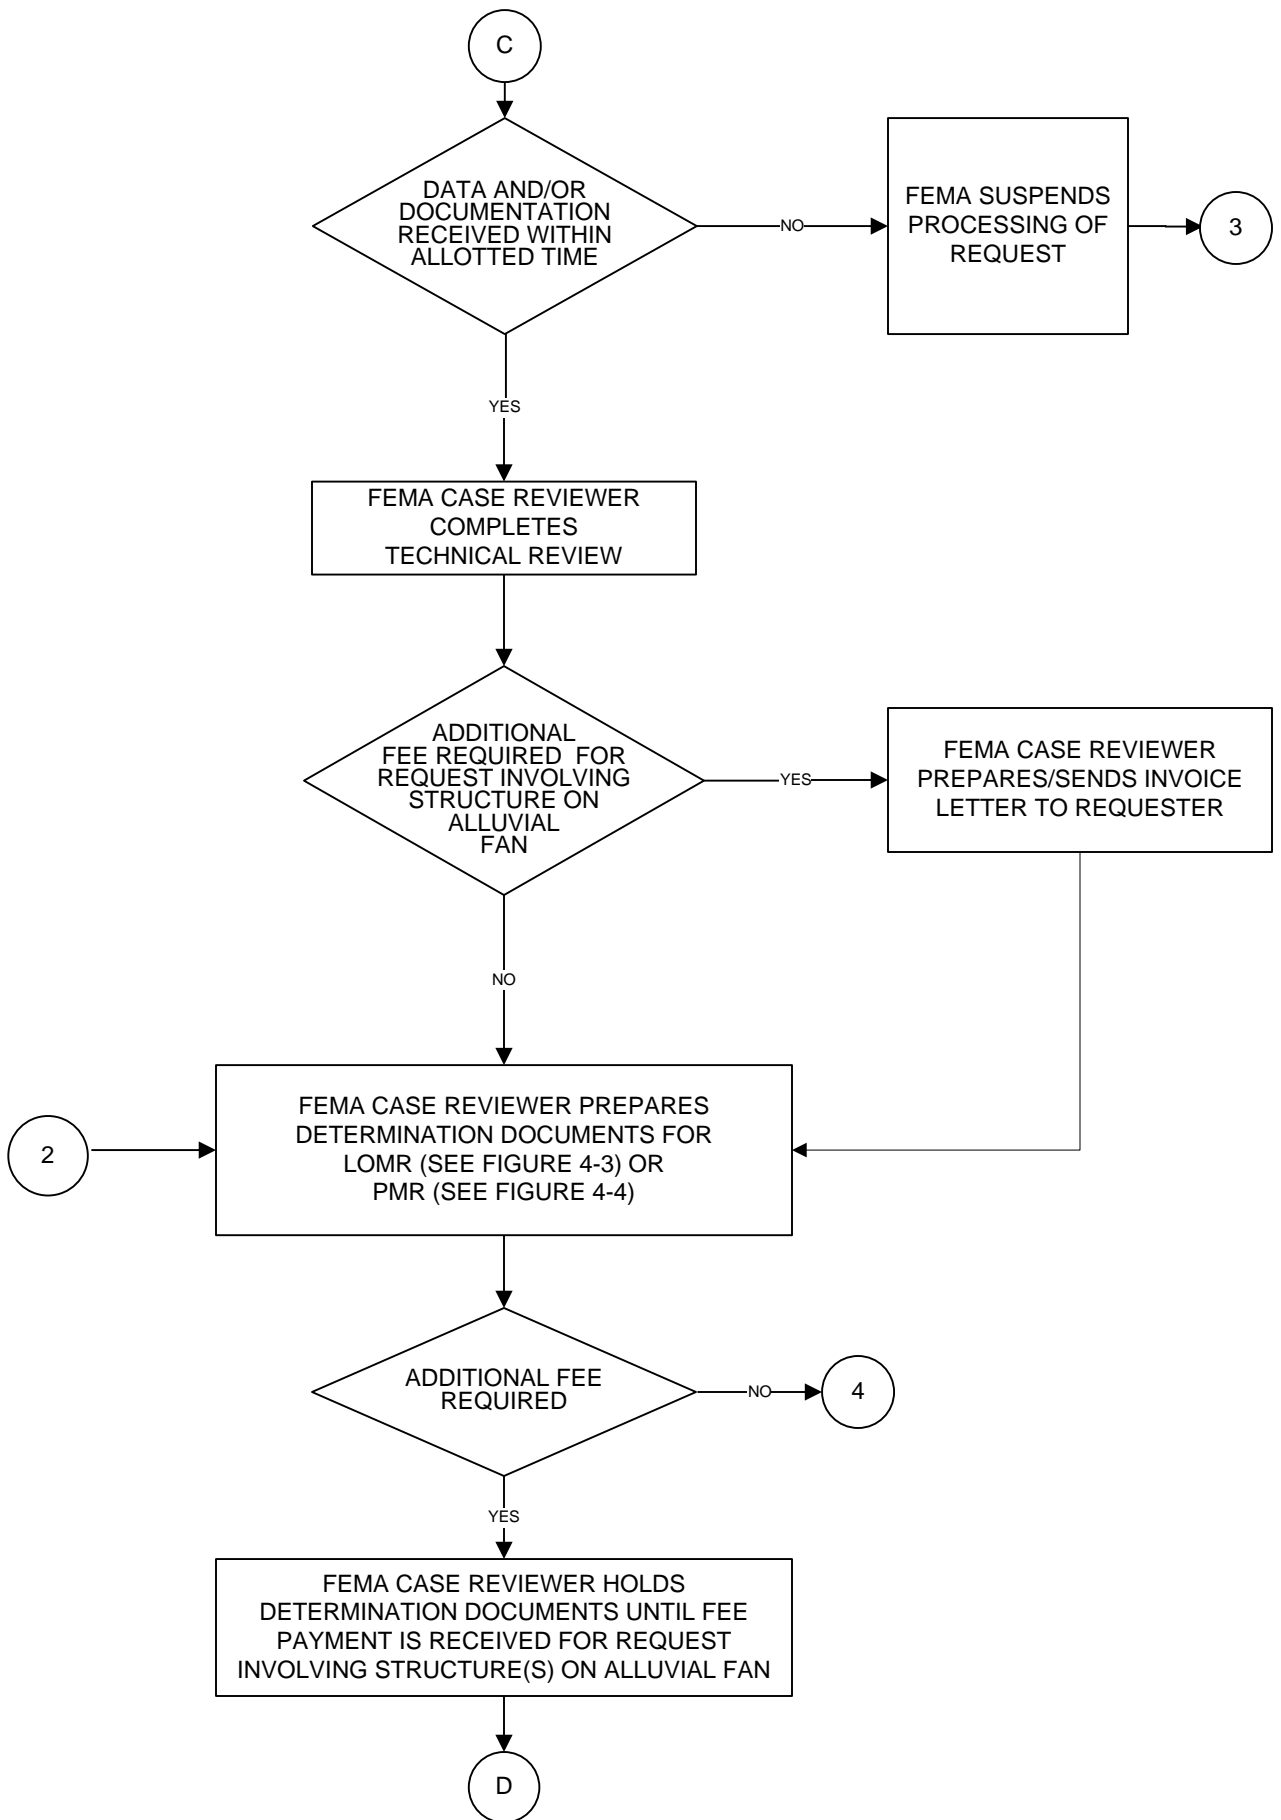 C
DATA AND/OR
DOCUMENTATION
RECEIVED WITHIN
ALLOTTED TIME
NO
FEMA SUSPENDS
PROCESSING OF
REQUEST
3
YES
FEMA CASE REVIEWER
COMPLETES
TECHNICAL REVIEW
ADDITIONAL
FEE REQUIRED FOR
REQUEST INVOLVING
STRUCTURE ON
ALLUVIAL
FAN
YES
FEMA CASE REVIEWER
PREPARES/SENDS INVOICE
LETTER TO REQUESTER
NO
2
FEMA CASE REVIEWER PREPARES
DETERMINATION DOCUMENTS FOR
LOMR (SEE FIGURE 4-3) OR
PMR (SEE FIGURE 4-4)
ADDITIONAL FEE
REQUIRED
NO
4
YES
FEMA CASE REVIEWER HOLDS
DETERMINATION DOCUMENTS UNTIL FEE
PAYMENT IS RECEIVED FOR REQUEST
INVOLVING STRUCTURE(S) ON ALLUVIAL FAN
D